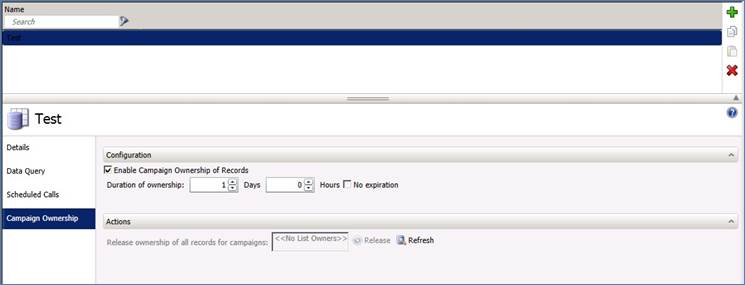 Name
Search
Test
Test
Details
Data Query
Scheduled Calls
Campaign Ownership
Configuration
Enable Campaign Ownership of Records
Duration of ownership: 1 Days 0 Hours No expiration
Actions
Release ownership of all records for campaigns: <<No List Owners>> Release Refresh